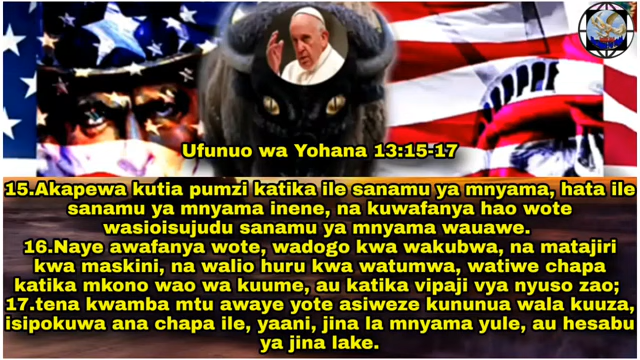 Ufunuo wa Yohana 13:15-17
15.Akapewa kutia pumzi katika ile sanamu ya mnyama, hata ile
sanamu ya mnyama inene, na kuwafanya hao wote
wasioisujudu sanamu ya mnyama wauawe.
16.Naye awafanya wote, wadogo kwa wakubwa, na matajiri
kwa maskini, na walio huru kwa watumwa, watiwe chapa
katika mkono wao wa kuume, au katika vipaji vya nyuso zao;
17.tena kwamba mtu awaye yote asiweze kununua wala kuuza,
isipokuwa ana chapa ile, yaani, jina la mnyama yule, au hesabu
ya jina lake.